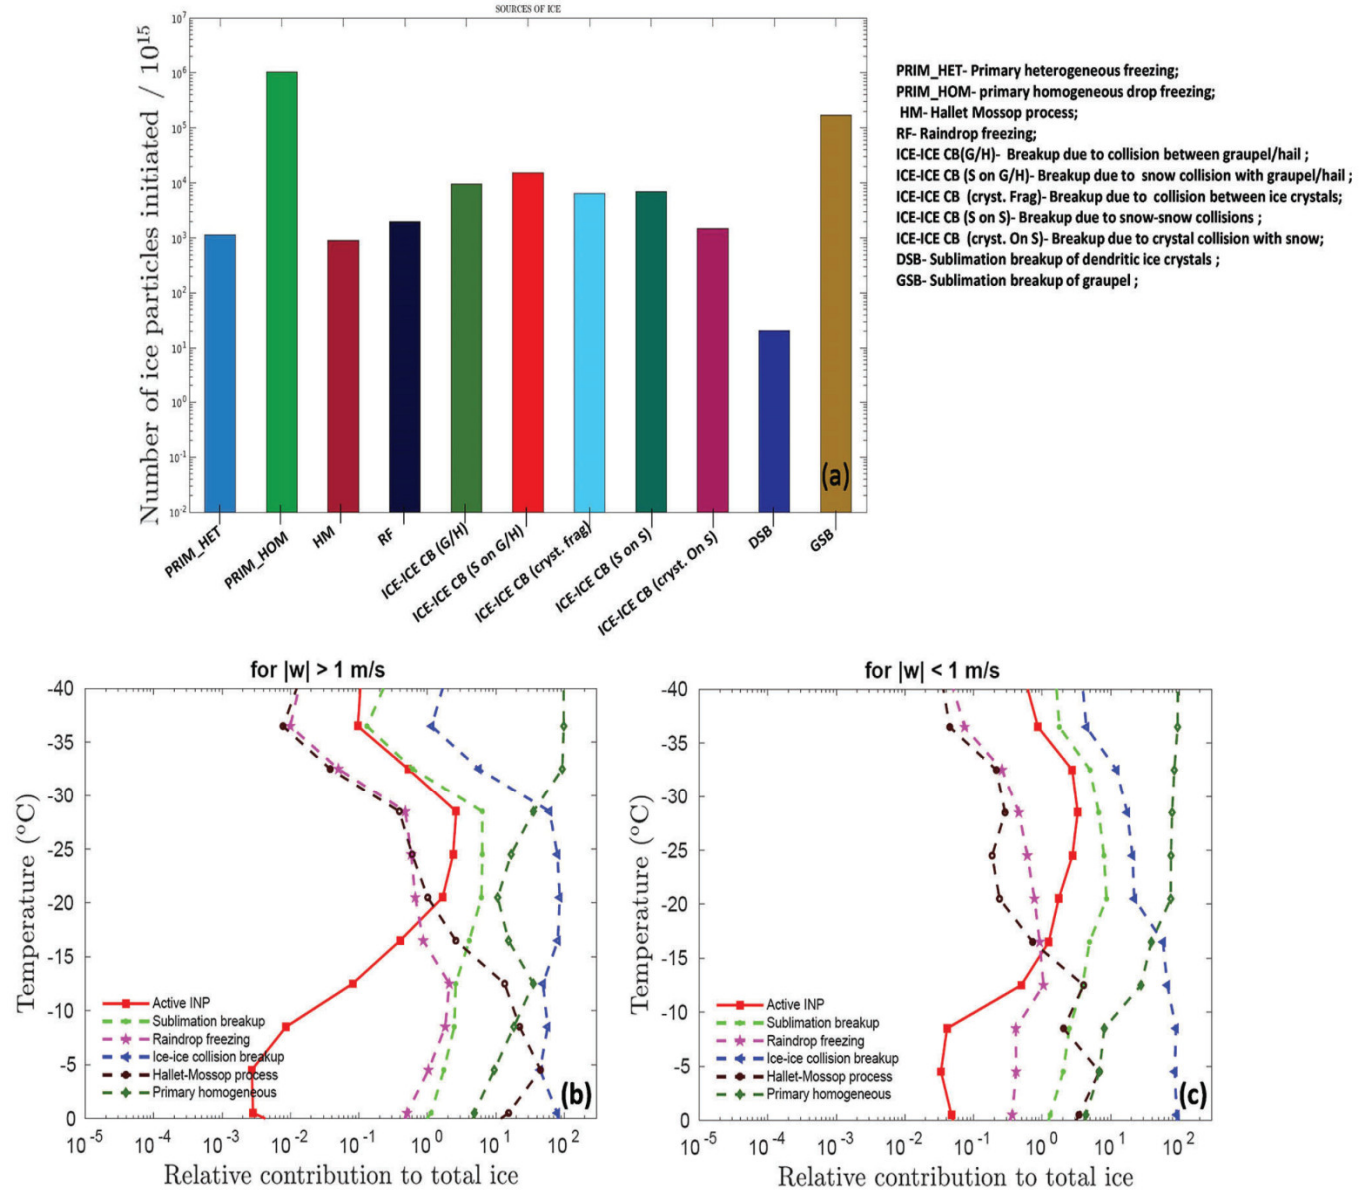 SOURCES OF ICE
Number of ice particles initiated / 10^15
10^7
10^6
10^5
10^4
10^3
10^2
10^1
10^0
10^-1
10^-2
(a)
PRIM_HET
PRIM_HOM
HM
RF
ICE-ICE CB (G/H)
ICE-ICE CB (S on G/H)
ICE-ICE CB (cryst. frag)
ICE-ICE CB (S on S)
ICE-ICE CB (cryst. On S)
DSB
GSB
PRIM_HET- Primary heterogeneous freezing;
PRIM_HOM- primary homogeneous drop freezing;
HM- Hallet Mossop process;
RF- Raindrop freezing;
ICE-ICE CB(G/H)- Breakup due to collision between graupel/hail ;
ICE-ICE CB (S on G/H)- Breakup due to snow collision with graupel/hail ;
ICE-ICE CB (cryst. Frag)- Breakup due to collision between ice crystals;
ICE-ICE CB (S on S)- Breakup due to snow-snow collisions ;
ICE-ICE CB (cryst. On S)- Breakup due to crystal collision with snow;
DSB- Sublimation breakup of dendritic ice crystals ;
GSB- Sublimation breakup of graupel ;
for |w| > 1 m/s
Temperature (°C)
-40
-35
-30
-25
-20
-15
-10
-5
0
Active INP
Sublimation breakup
Raindrop freezing
Ice-ice collision breakup
Hallet-Mossop process
Primary homogeneous
(b)
10^-5 10^-4 10^-3 10^-2 10^-1 10^0 10^1 10^2
Relative contribution to total ice
for |w| < 1 m/s
Temperature (°C)
-40
-35
-30
-25
-20
-15
-10
-5
0
Active INP
Sublimation breakup
Raindrop freezing
Ice-ice collision breakup
Hallet-Mossop process
Primary homogeneous
(c)
10^-5 10^-4 10^-3 10^-2 10^-1 10^0 10^1 10^2
Relative contribution to total ice